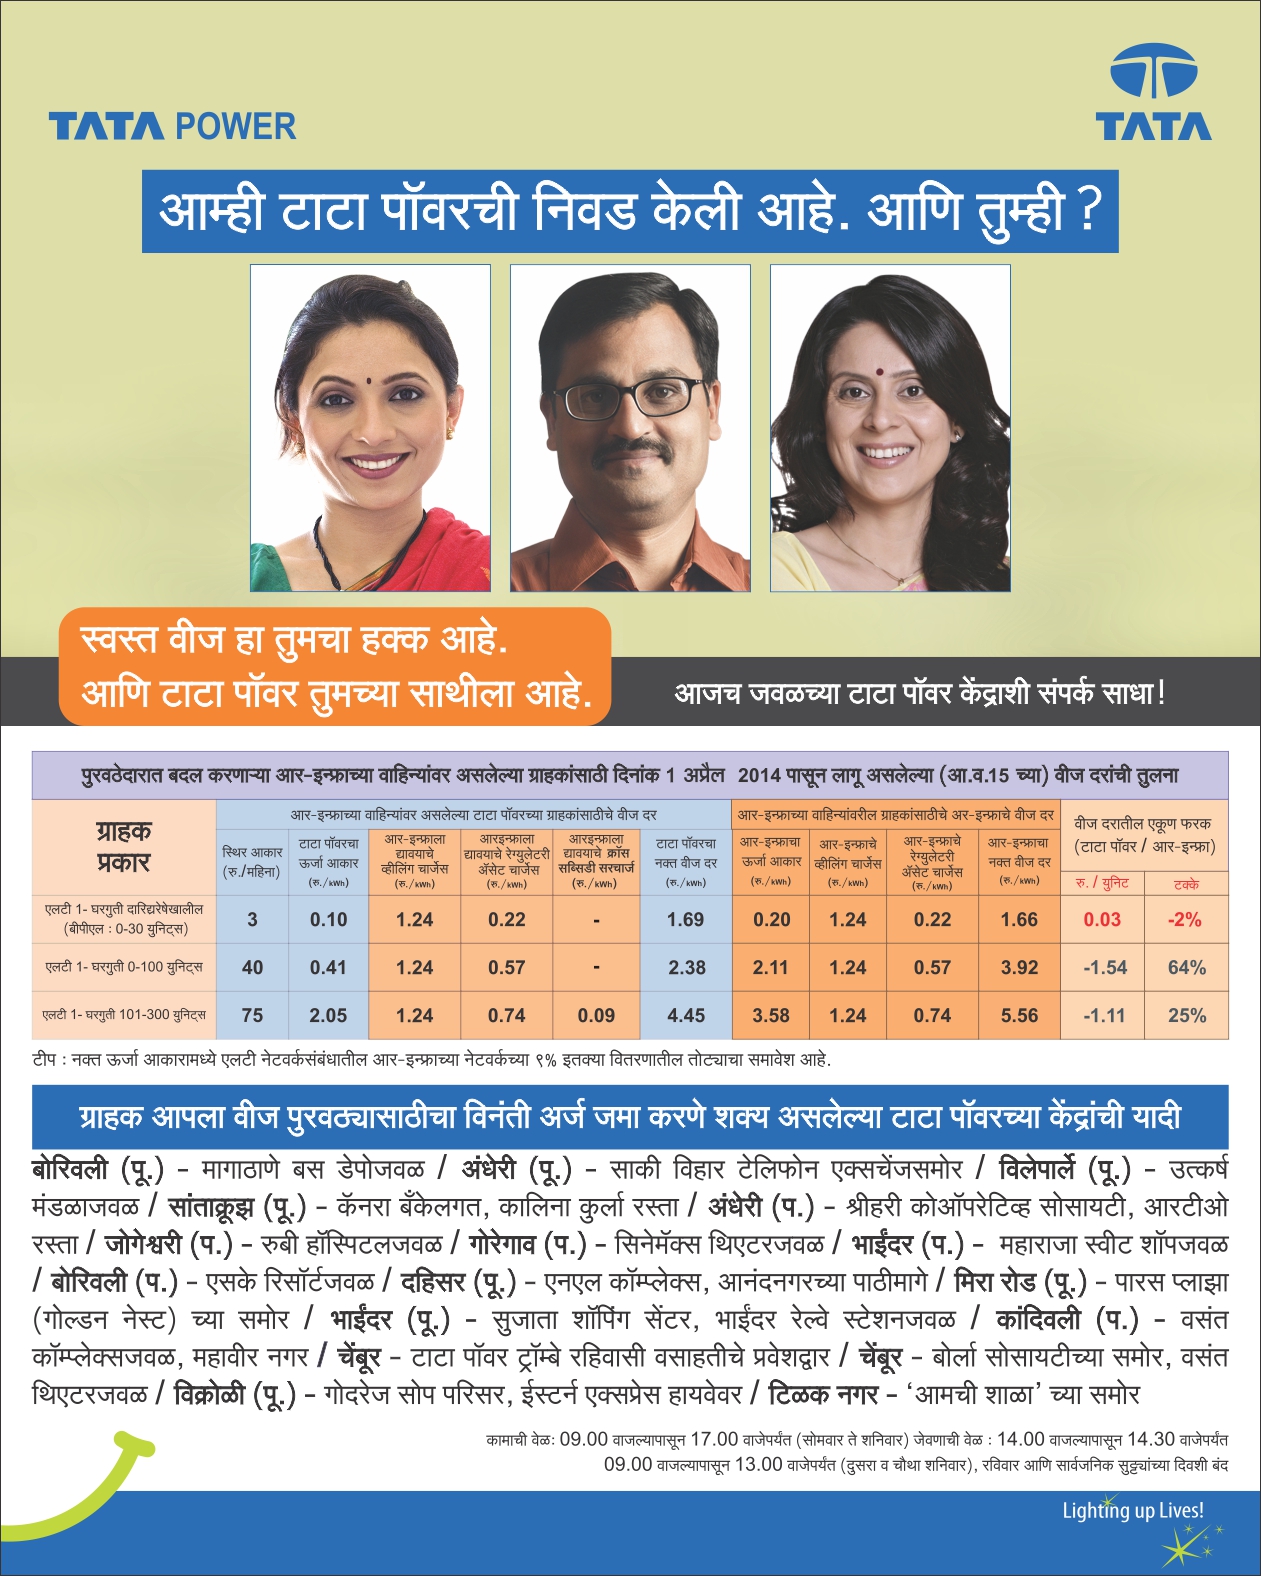 TATA POWER
TATA
आम्ही टाटा पॉवरची निवड केली आहे. आणि तुम्ही ?
स्वस्त वीज हा तुमचा हक्क आहे.
आणि टाटा पॉवर तुमच्या साथीला आहे.
आजच जवळच्या टाटा पॉवर केंद्राशी संपर्क साधा!
पुरवठेदारात बदल करणाऱ्या आर-इन्फ्राच्या वाहिन्यांवर असलेल्या ग्राहकांसाठी दिनांक 1 अप्रैल 2014 पासून लागू असलेल्या (आ.व.15 च्या) वीज दरांची तुलना
ग्राहक
प्रकार
आर-इन्फ्राच्या वाहिन्यांवर असलेल्या टाटा पॉवरच्या ग्राहकांसाठीचे वीज दर
आर-इन्फ्राच्या वाहिन्यांवरील ग्राहकांसाठीचे अर-इन्फ्राचे वीज दर
वीज दरातील एकूण फरक
(टाटा पॉवर / आर-इन्फ्रा)
स्थिर आकार
(रु./महिना)
टाटा पॉवरचा
ऊर्जा आकार
(रु./kWh)
आर-इन्फ्राला
द्यावयाचे
व्हीलिंग चार्जेस
(रु./kWh)
आरइन्फ्राला
द्यावयाचे रेग्युलेटरी
ॲसेट चार्जेस
(रु./kWh)
आरइन्फ्राला
द्यावयाचे क्रॉस
सब्सिडी सरचार्ज
(रु./kWh)
टाटा पॉवरचा
नक्त वीज दर
(रु./kWh)
आर-इन्फ्राचा
ऊर्जा आकार
(रु./kWh)
आर-इन्फ्राचे
व्हीलिंग चार्जेस
(रु./kWh)
आर-इन्फ्राचे
रेग्युलेटरी
ॲसेट चार्जेस
(रु./kWh)
आर-इन्फ्राचा
नक्त वीज दर
(रु./kWh)
रु. / युनिट
टक्के
एलटी 1- घरगुती दारिद्य्ररेषेखालील
(बीपीएल : 0-30 युनिट्स)
3 0.10 1.24 0.22 - 1.69 0.20 1.24 0.22 1.66 0.03 -2%
एलटी 1- घरगुती 0-100 युनिट्स 40 0.41 1.24 0.57 - 2.38 2.11 1.24 0.57 3.92 -1.54 64%
एलटी 1- घरगुती 101-300 युनिट्स 75 2.05 1.24 0.74 0.09 4.45 3.58 1.24 0.74 5.56 -1.11 25%
टीप : नक्त ऊर्जा आकारामध्ये एलटी नेटवर्कसंबंधातील आर-इन्फ्राच्या नेटवर्कच्या ९% इतक्या वितरणातील तोट्याचा समावेश आहे.
ग्राहक आपला वीज पुरवठ्यासाठीचा विनंती अर्ज जमा करणे शक्य असलेल्या टाटा पॉवरच्या केंद्रांची यादी
बोरिवली (पू.) - मागाठाणे बस डेपोजवळ / अंधेरी (पू.) - साकी विहार टेलिफोन एक्सचेंजसमोर / विलेपार्ले (पू.) - उत्कर्ष
मंडळाजवळ / सांताक्रूझ (पू.) - कॅनरा बँकेलगत, कालिना कुर्ला रस्ता / अंधेरी (प.) - श्रीहरी कोऑपरेटिव्ह सोसायटी, आरटीओ
रस्ता / जोगेश्वरी (प.) - रुबी हॉस्पिटलजवळ / गोरेगाव (प.) - सिनेमॅक्स थिएटरजवळ / भाईंदर (प.) - महाराजा स्वीट शॉपजवळ
/ बोरिवली (प.) - एसके रिसॉर्टजवळ / दहिसर (पू.) - एनएल कॉम्प्लेक्स, आनंदनगरच्या पाठीमागे / मिरा रोड (पू.) - पारस प्लाझा
(गोल्डन नेस्ट) च्या समोर / भाईंदर (पू.) - सुजाता शॉपिंग सेंटर, भाईंदर रेल्वे स्टेशनजवळ / कांदिवली (प.) - वसंत
कॉम्प्लेक्सजवळ, महावीर नगर / चेंबूर - टाटा पॉवर ट्रॉम्बे रहिवासी वसाहतीचे प्रवेशद्वार / चेंबूर - बोर्ला सोसायटीच्या समोर, वसंत
थिएटरजवळ / विक्रोळी (पू.) - गोदरेज सोप परिसर, ईस्टर्न एक्सप्रेस हायवेवर / टिळक नगर - ‘आमची शाळा’ च्या समोर
कामाची वेळ: 09.00 वाजल्यापासून 17.00 वाजेपर्यंत (सोमवार ते शनिवार) जेवणाची वेळ : 14.00 वाजल्यापासून 14.30 वाजेपर्यंत
09.00 वाजल्यापासून 13.00 वाजेपर्यंत (दुसरा व चौथा शनिवार), रविवार आणि सार्वजनिक सुट्ट्यांच्या दिवशी बंद
Lighting up Lives!